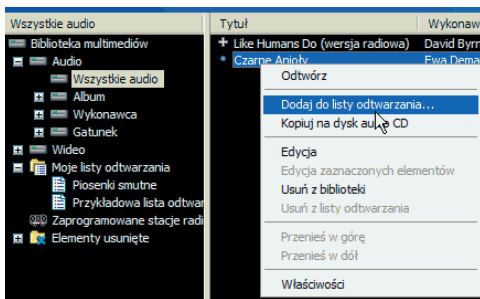 Wszystkie audio
Tytuł
Wykonaw
Biblioteka multimediów
Audio
Wszystkie audio
Album
Wykonawca
Gatunek
Wideo
Moje listy odtwarzania
Piosenki smutne
Przykładowa lista odtwar
Zaprogramowane stacje radi
Elementy usunięte
Like Humans Do (wersja radiowa) David Byrn
Czarne Anioły Ewa Dema
Odtwórz
Dodaj do listy odtwarzania...
Kopiuj na dysk audio CD
Edycja
Edycja zaznaczonych elementów
Usuń z biblioteki
Usuń z listy odtwarzania
Przenieś w górę
Przenieś w dół
Właściwości